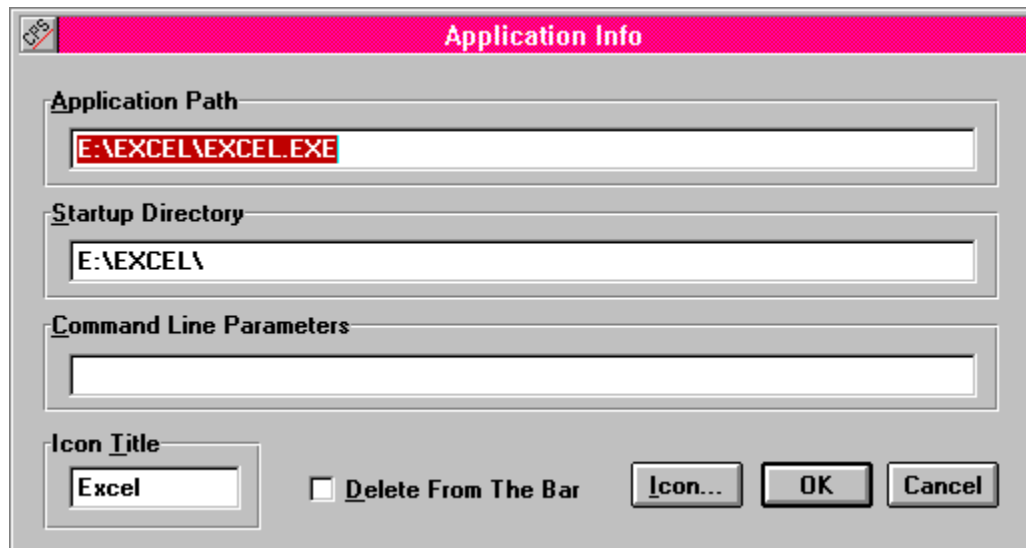 CPS
Application Info
Application Path
E:\EXCEL\EXCEL.EXE
Startup Directory
E:\EXCEL\
Command Line Parameters
Icon Title
Excel
Delete From The Bar
Icon...
OK
Cancel